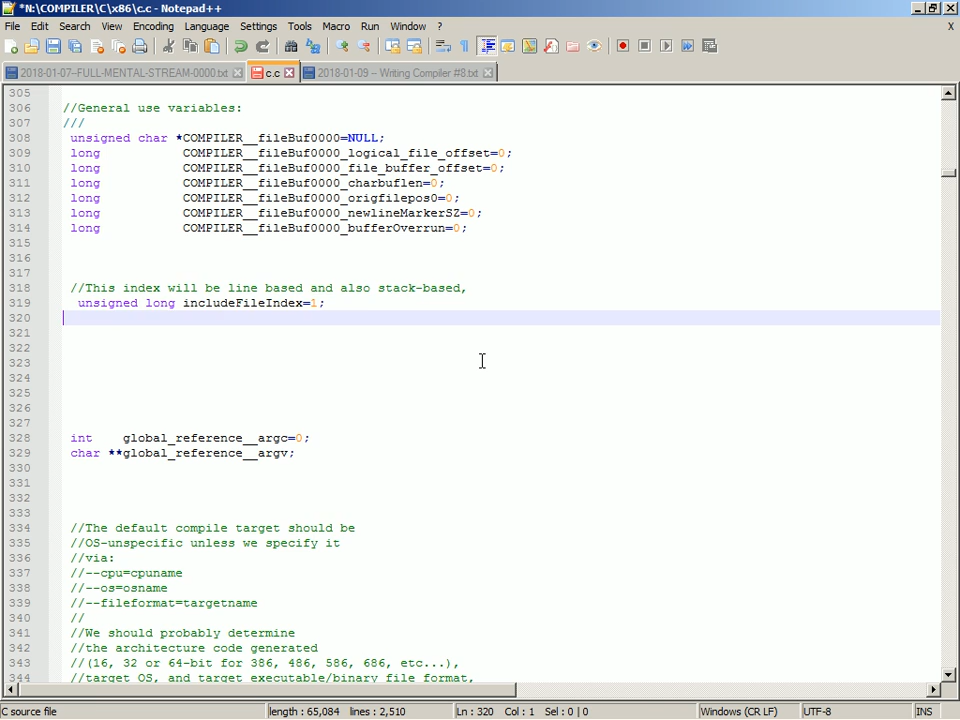 *N:\COMPILER\C\x86\c.c - Notepad++
File Edit Search View Encoding Language Settings Tools Macro Run Window ? X
2018-01-07-FULL-MENTAL-STREAM-0000.txt c.c 2018-01-09 – Writing Compiler #8.txt
305
306 //General use variables:
307 ///
308 unsigned char *COMPILER__fileBuf0000=NULL;
309 long COMPILER__fileBuf0000_logical_file_offset=0;
310 long COMPILER__fileBuf0000_file_buffer_offset=0;
311 long COMPILER__fileBuf0000_charbuflen=0;
312 long COMPILER__fileBuf0000_origfilepos0=0;
313 long COMPILER__fileBuf0000_newlineMarkerSZ=0;
314 long COMPILER__fileBuf0000_bufferOverrun=0;
315
316
317
318 //This index will be line based and also stack-based,
319 unsigned long includeFileIndex=1;
320
321
322
323
324
325
326
327
328 int global_reference__argc=0;
329 char **global_reference__argv;
330
331
332
333
334 //The default compile target should be
335 //OS-unspecific unless we specify it
336 //via:
337 //--cpu=cpuname
338 //--os=osname
339 //--fileformat=targetname
340 //
341 //We should probably determine
342 //the architecture code generated
343 //(16, 32 or 64-bit for 386, 486, 586, 686, etc...),
344 //target OS, and target executable/binary file format,
C source file length : 65,084 lines : 2,510 Ln : 320 Col : 1 Sel : 0 | 0 Windows (CR LF) UTF-8 INS